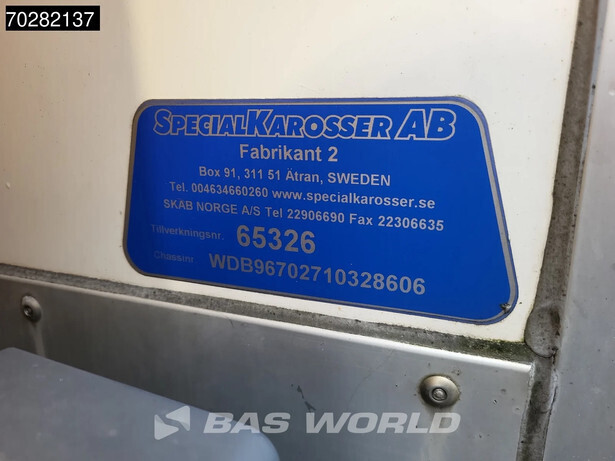 70282137
SPECIALKAROSSER AB
Fabrikant 2
Box 91, 311 51 Ätran, SWEDEN
Tel. 004634660260 www.specialkarosser.se
SKAB NORGE A/S Tel 22906690 Fax 22306635
Tillverkningsnr. 65326
Chassinr. WDB96702710328606
BAS WORLD